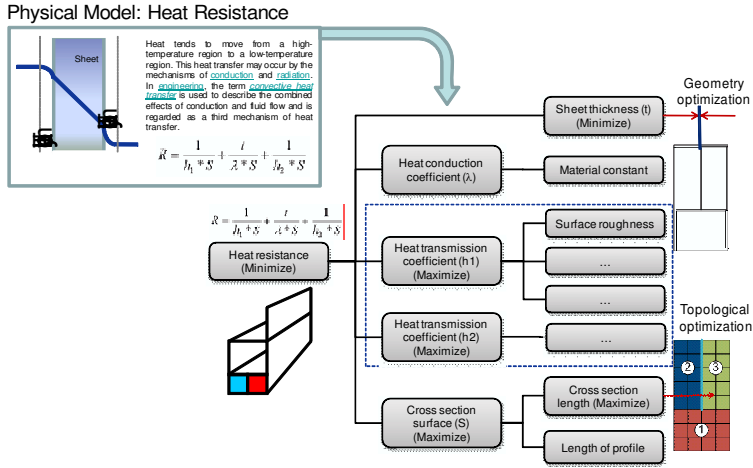 Physical Model: Heat Resistance
Sheet
Heat tends to move from a high-
temperature region to a low-temperature
region. This heat transfer may occur by the
mechanisms of conduction and radiation.
In engineering, the term convective heat
transfer is used to describe the combined
effects of conduction and fluid flow and is
regarded as a third mechanism of heat
transfer.
R = 1/(h₁ * S) + t/(λ * S) + 1/(h₂ * S)
Geometry
optimization
Sheet thickness (t)
(Minimize)
Heat conduction
coefficient (λ)
Material constant
R = 1/(h₁ * S) + t/(λ * S) + 1/(h₂ * S)
Heat resistance
(Minimize)
Heat transmission
coefficient (h1)
(Maximize)
Surface roughness
...
...
Heat transmission
coefficient (h2)
(Maximize)
...
Topological
optimization
2
3
1
Cross section
surface (S)
(Maximize)
Cross section
length (Maximize)
Length of profile